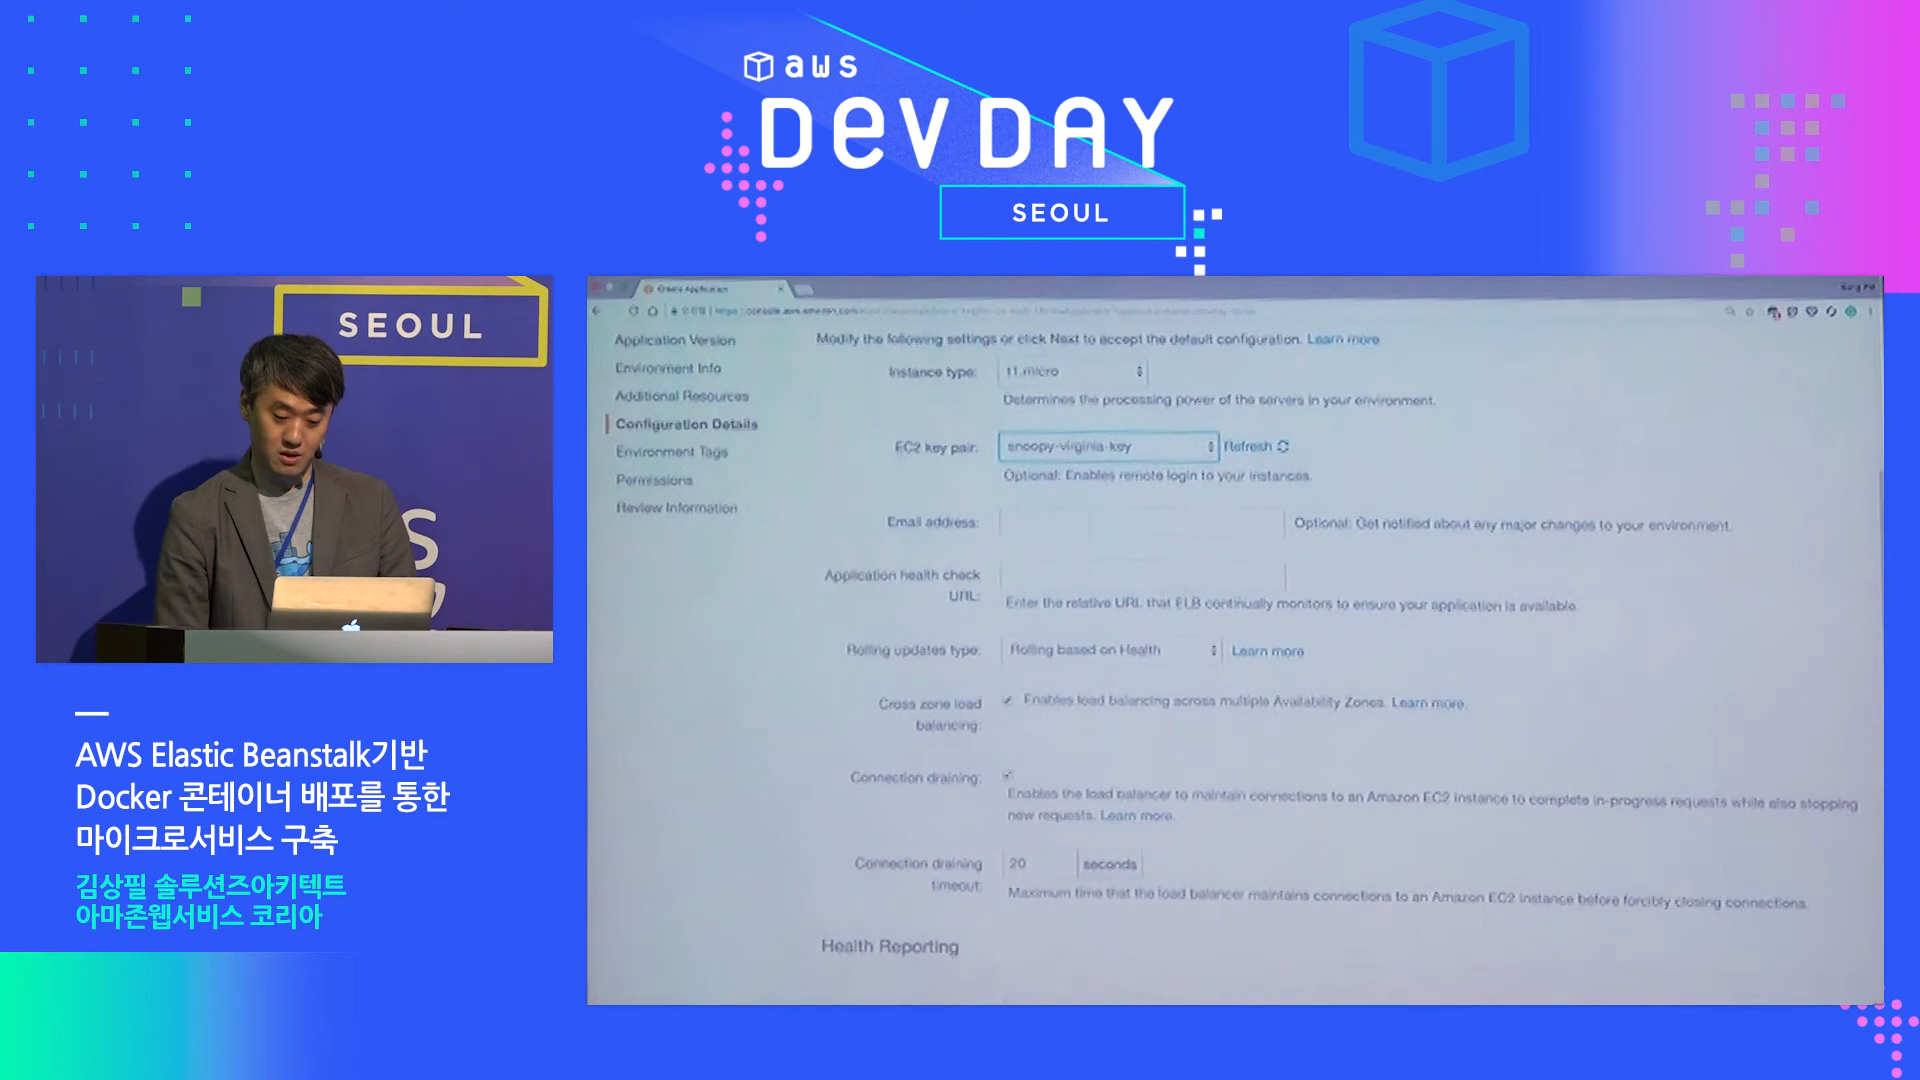 aws
DEV DAY
SEOUL
SEOUL
AWS Elastic Beanstalk기반
Docker 콘테이너 배포를 통한
마이크로서비스 구축
김상필 솔루션즈아키텍트
아마존웹서비스 코리아
Create Application
Application Version
Environment Info
Additional Resources
Configuration Details
Environment Tags
Permissions
Review Information
Modify the following settings or click Next to accept the default configuration. Learn more.
Instance type: t1.micro
Determines the processing power of the servers in your environment.
EC2 key pair: snoopy-virginia-key Refresh
Optional: Enables remote login to your instances.
Email address: Optional: Get notified about any major changes to your environment.
Application health check
URL:
Enter the relative URL that ELB continually monitors to ensure your application is available.
Rolling updates type: Rolling based on Health Learn more
Cross zone load
balancing:
Enables load balancing across multiple Availability Zones. Learn more.
Connection draining:
Enables the load balancer to maintain connections to an Amazon EC2 instance to complete in-progress requests while also stopping
new requests. Learn more.
Connection draining
timeout:
20 seconds
Maximum time that the load balancer maintains connections to an Amazon EC2 instance before forcibly closing connections.
Health Reporting